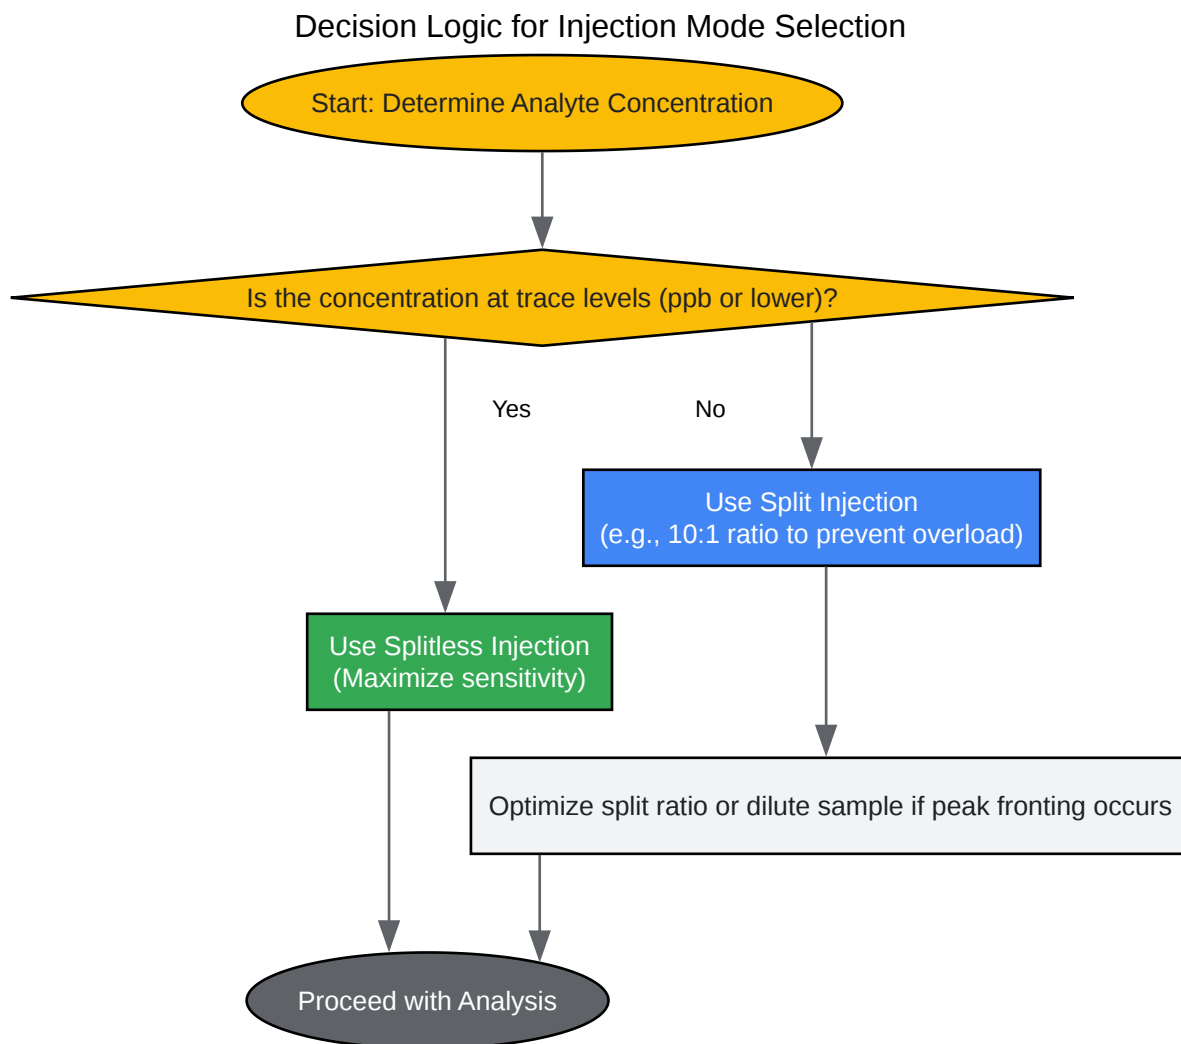 Decision Logic for Injection Mode Selection
Start: Determine Analyte Concentration
Is the concentration at trace levels (ppb or lower)?
Yes
No
Use Split Injection
(e.g., 10:1 ratio to prevent overload)
Use Splitless Injection
(Maximize sensitivity)
Optimize split ratio or dilute sample if peak fronting occurs
Proceed with Analysis